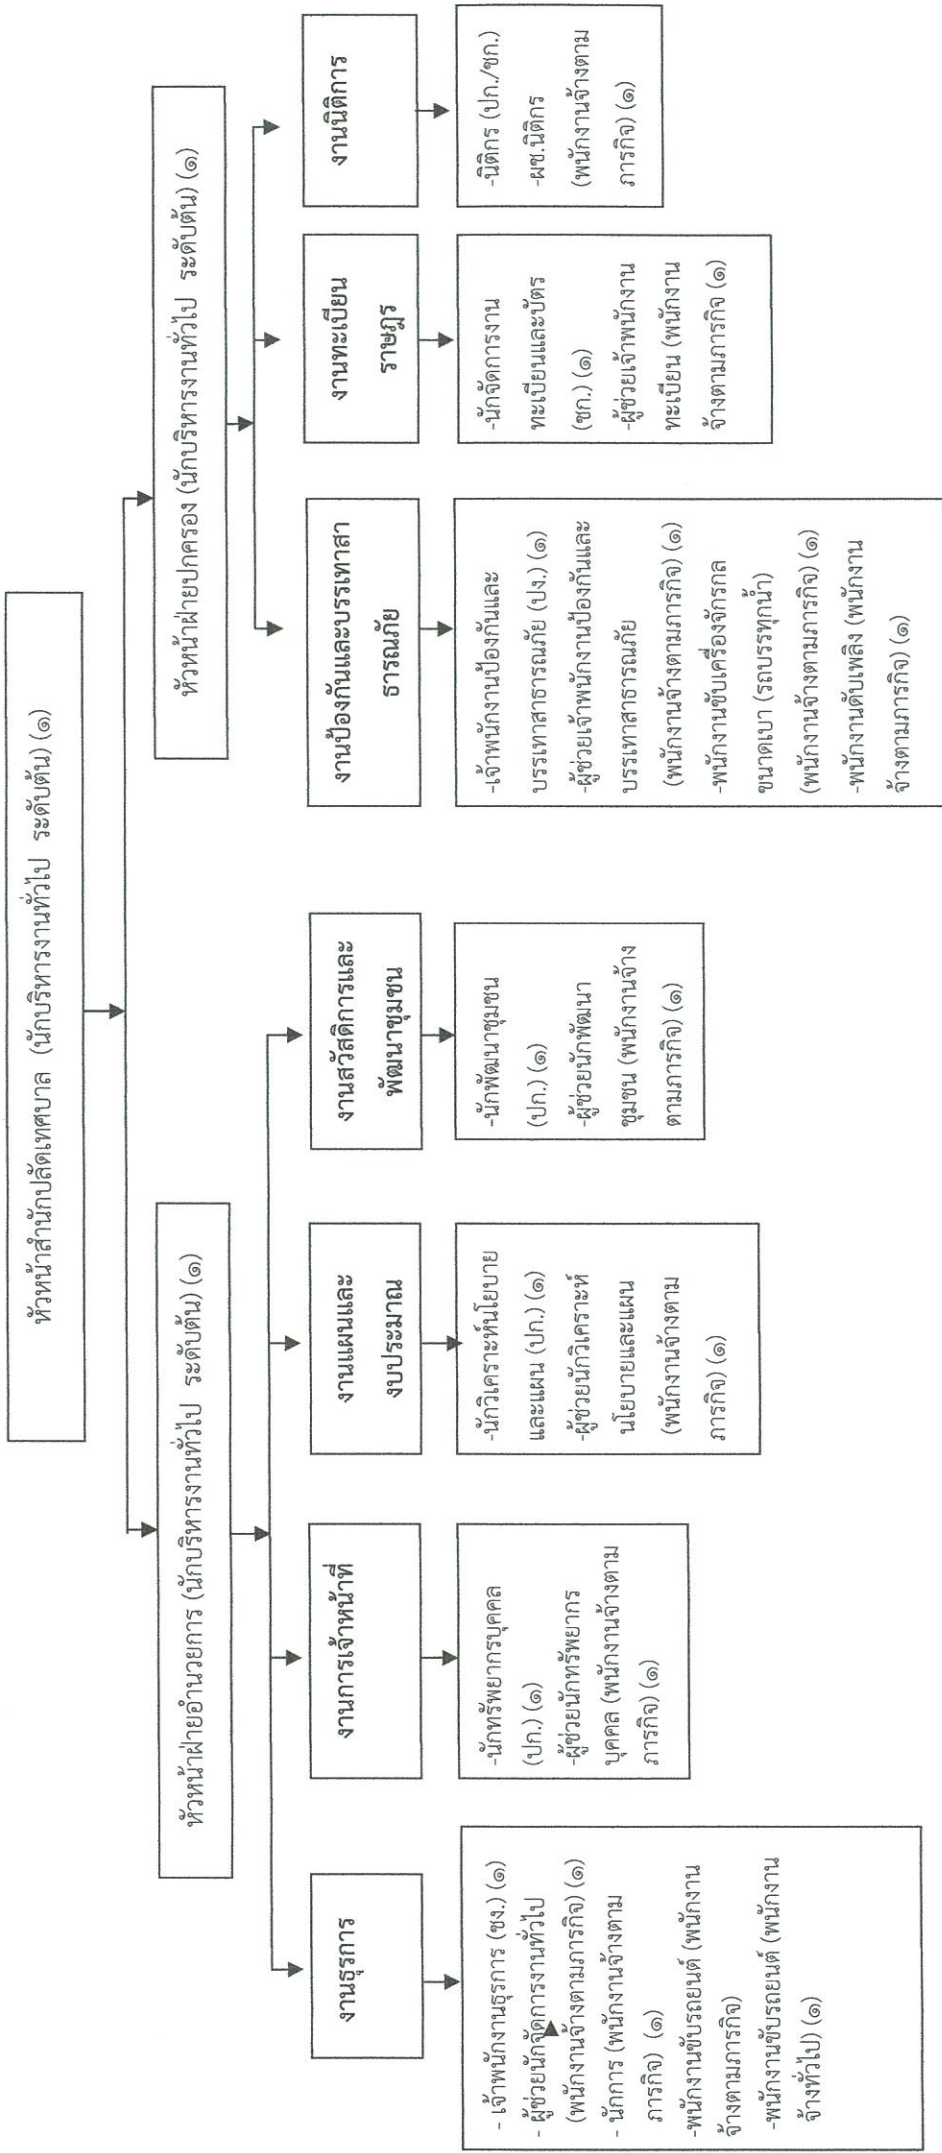 หัวหน้าสำนักปลัดเทศบาล (นักบริหารงานทั่วไป ระดับต้น) (๑)
หัวหน้าฝ่ายอำนวยการ (นักบริหารงานทั่วไป ระดับต้น) (๑)
หัวหน้าฝ่ายปกครอง (นักบริหารงานทั่วไป ระดับต้น) (๑)
งานธุรการ
- เจ้าพนักงานธุรการ (ชง.) (๑)
- ผู้ช่วยนักจัดการงานทั่วไป
(พนักงานจ้างตามภารกิจ) (๑)
- นักการ (พนักงานจ้างตาม
ภารกิจ) (๑)
-พนักงานขับรถยนต์ (พนักงาน
จ้างตามภารกิจ)
-พนักงานขับรถยนต์ (พนักงาน
จ้างทั่วไป) (๑)
งานการเจ้าหน้าที่
-นักทรัพยากรบุคคล
(ปก.) (๑)
-ผู้ช่วยนักทรัพยากร
บุคคล (พนักงานจ้างตาม
ภารกิจ) (๑)
งานแผนและ
งบประมาณ
-นักวิเคราะห์นโยบาย
และแผน (ปก.) (๑)
-ผู้ช่วยนักวิเคราะห์
นโยบายและแผน
(พนักงานจ้างตาม
ภารกิจ) (๑)
งานสวัสดิการและ
พัฒนาชุมชน
-นักพัฒนาชุมชน
(ปก.) (๑)
-ผู้ช่วยนักพัฒนา
ชุมชน (พนักงานจ้าง
ตามภารกิจ) (๑)
งานป้องกันและบรรเทาสา
ธารณภัย
-เจ้าพนักงานป้องกันและ
บรรเทาสาธารณภัย (ปง.) (๑)
-ผู้ช่วยเจ้าพนักงานป้องกันและ
บรรเทาสาธารณภัย
(พนักงานจ้างตามภารกิจ) (๑)
-พนักงานขับเครื่องจักรกล
ขนาดเบา (รถบรรทุกน้ำ)
(พนักงานจ้างตามภารกิจ) (๑)
-พนักงานดับเพลิง (พนักงาน
จ้างตามภารกิจ) (๑)
งานทะเบียน
ราษฎร
-นักจัดการงาน
ทะเบียนและบัตร
(ชก.) (๑)
-ผู้ช่วยเจ้าพนักงาน
ทะเบียน (พนักงาน
จ้างตามภารกิจ (๑)
งานนิติการ
-นิติกร (ปก./ชก.)
-ผช.นิติกร
(พนักงานจ้างตาม
ภารกิจ) (๑)